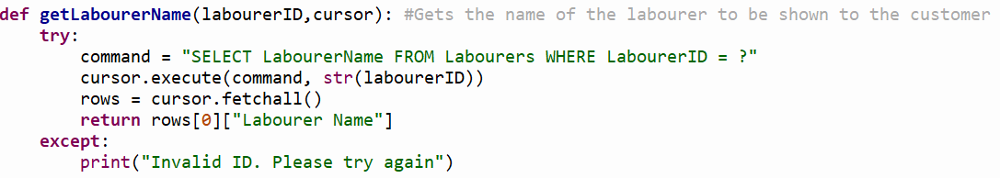 def getLabourerName(labourerID,cursor): #Gets the name of the labourer to be shown to the customer
    try:
        command = "SELECT LabourerName FROM Labourers WHERE LabourerID = ?"
        cursor.execute(command, str(labourerID))
        rows = cursor.fetchall()
        return rows[0]["Labourer Name"]
    except:
        print("Invalid ID. Please try again")